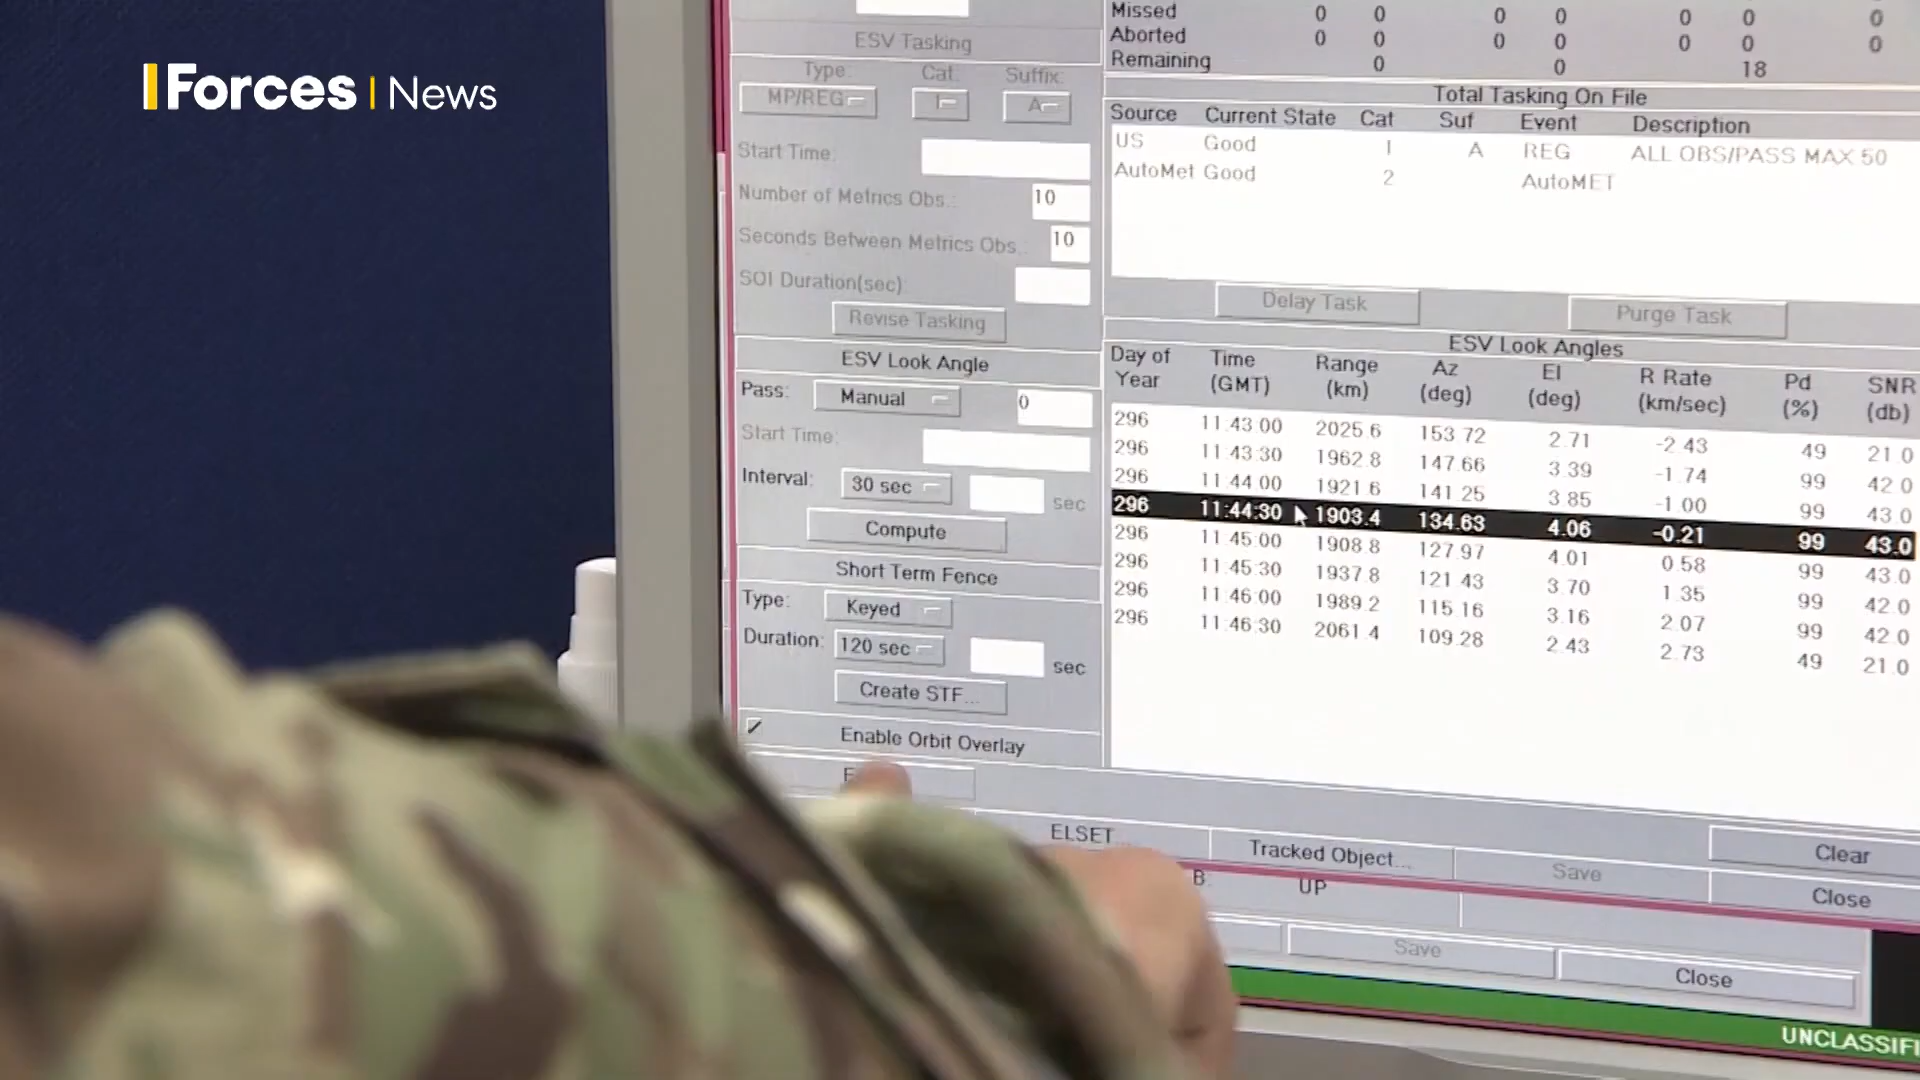 Forces News
ESV Tasking
Type: Cat: Suffix:
MP/REG 1 A
Start Time:
Number of Metrics Obs.: 10
Seconds Between Metrics Obs.: 10
SOI Duration(sec):
Revise Tasking
ESV Look Angle
Pass: Manual 0
Start Time:
Interval: 30 sec sec
Compute
Short Term Fence
Type: Keyed
Duration: 120 sec sec
Create STF...
Enable Orbit Overlay
Missed 0 0 0 0 0 0 0
Aborted 0 0 0 0 0 0 0
Remaining 0 0 18
Total Tasking On File
Source Current State Cat Suf Event Description
US Good 1 A REG ALL OBS/PASS MAX 50
AutoMet Good 2 AutoMET
Delay Task Purge Task
ESV Look Angles
Day of Time Range Az El R Rate Pd SNR
Year (GMT) (km) (deg) (deg) (km/sec) (%) (db)
296 11:43:00 2025.6 153.72 2.71 -2.43 49 21.0
296 11:43:30 1962.8 147.66 3.39 -1.74 99 42.0
296 11:44:00 1921.6 141.25 3.85 -1.00 99 43.0
296 11:44:30 1903.4 134.63 4.06 -0.21 99 43.0
296 11:45:00 1908.8 127.97 4.01 0.58 99 43.0
296 11:45:30 1937.8 121.43 3.70 1.35 99 42.0
296 11:46:00 1989.2 115.16 3.16 2.07 99 42.0
296 11:46:30 2061.4 109.28 2.43 2.73 49 21.0
ELSET... Tracked Object... Save Clear
Close
B: UP
Save Close
UNCLASSIFI